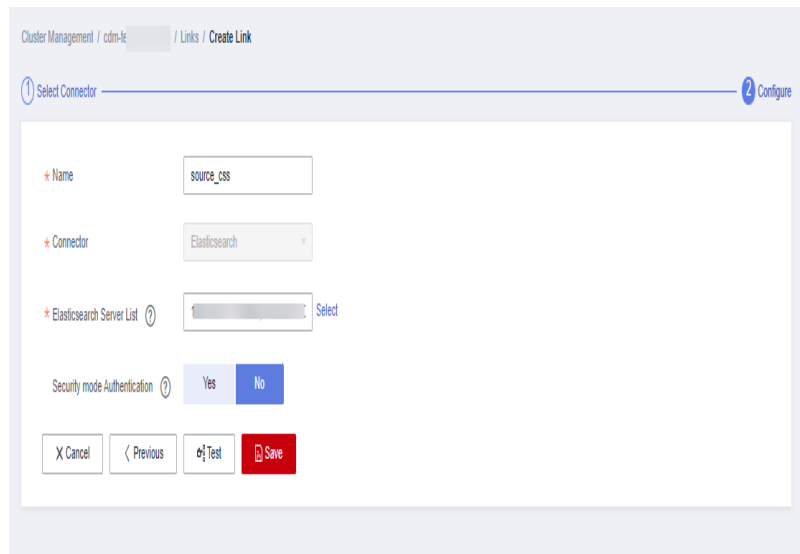 Cluster Management / cdm-te / Links / Create Link
1 Select Connector
2 Configure
* Name source_css
* Connector Elasticsearch
* Elasticsearch Server List ? Select
Security mode Authentication ? Yes No
X Cancel < Previous Test Save